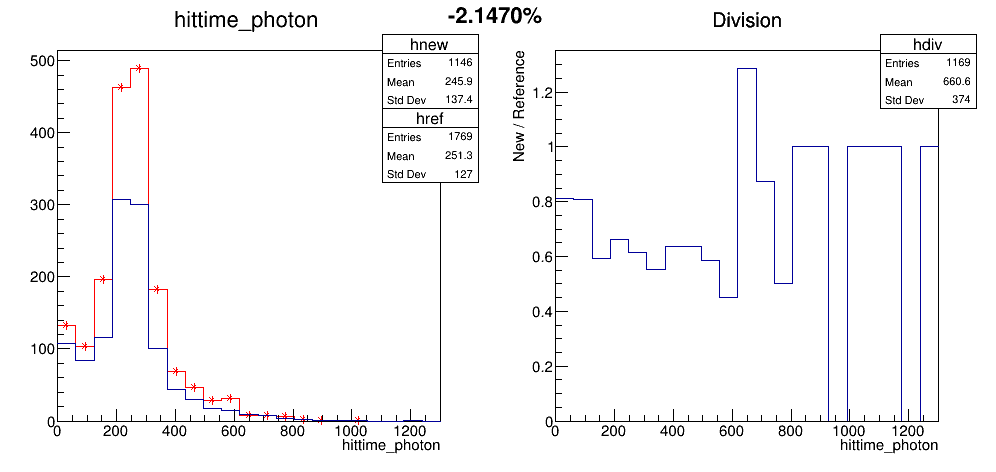 -2.1470%
hittime_photon
hnew
Entries 1146
Mean 245.9
Std Dev 137.4
href
Entries 1769
Mean 251.3
Std Dev 127
500
400
300
200
100
0
0 200 400 600 800 1000 1200
hittime_photon
Division
hdiv
Entries 1169
Mean 660.6
Std Dev 374
New / Reference
1.2
1
0.8
0.6
0.4
0.2
0
0 200 400 600 800 1000 1200
hittime_photon